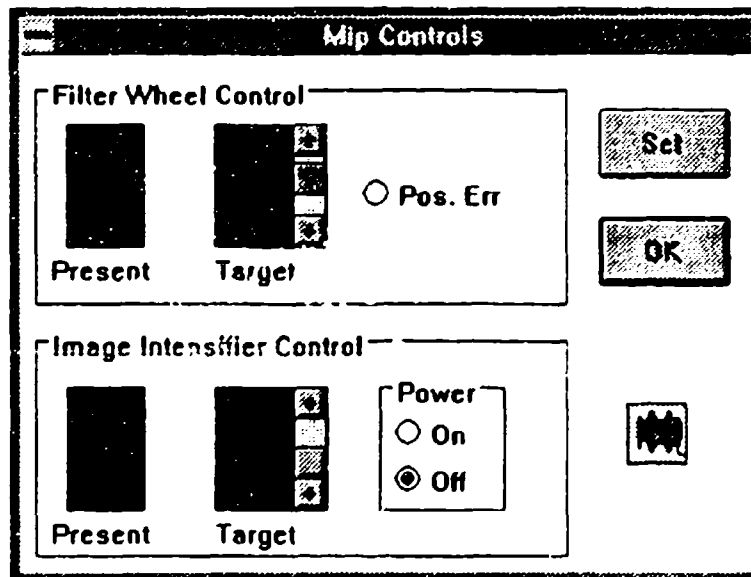 Mip Controls
Filter Wheel Control
Set
Pos. Err
OK
Present Target
Image Intensifier Control
Power
On
Off
Present Target